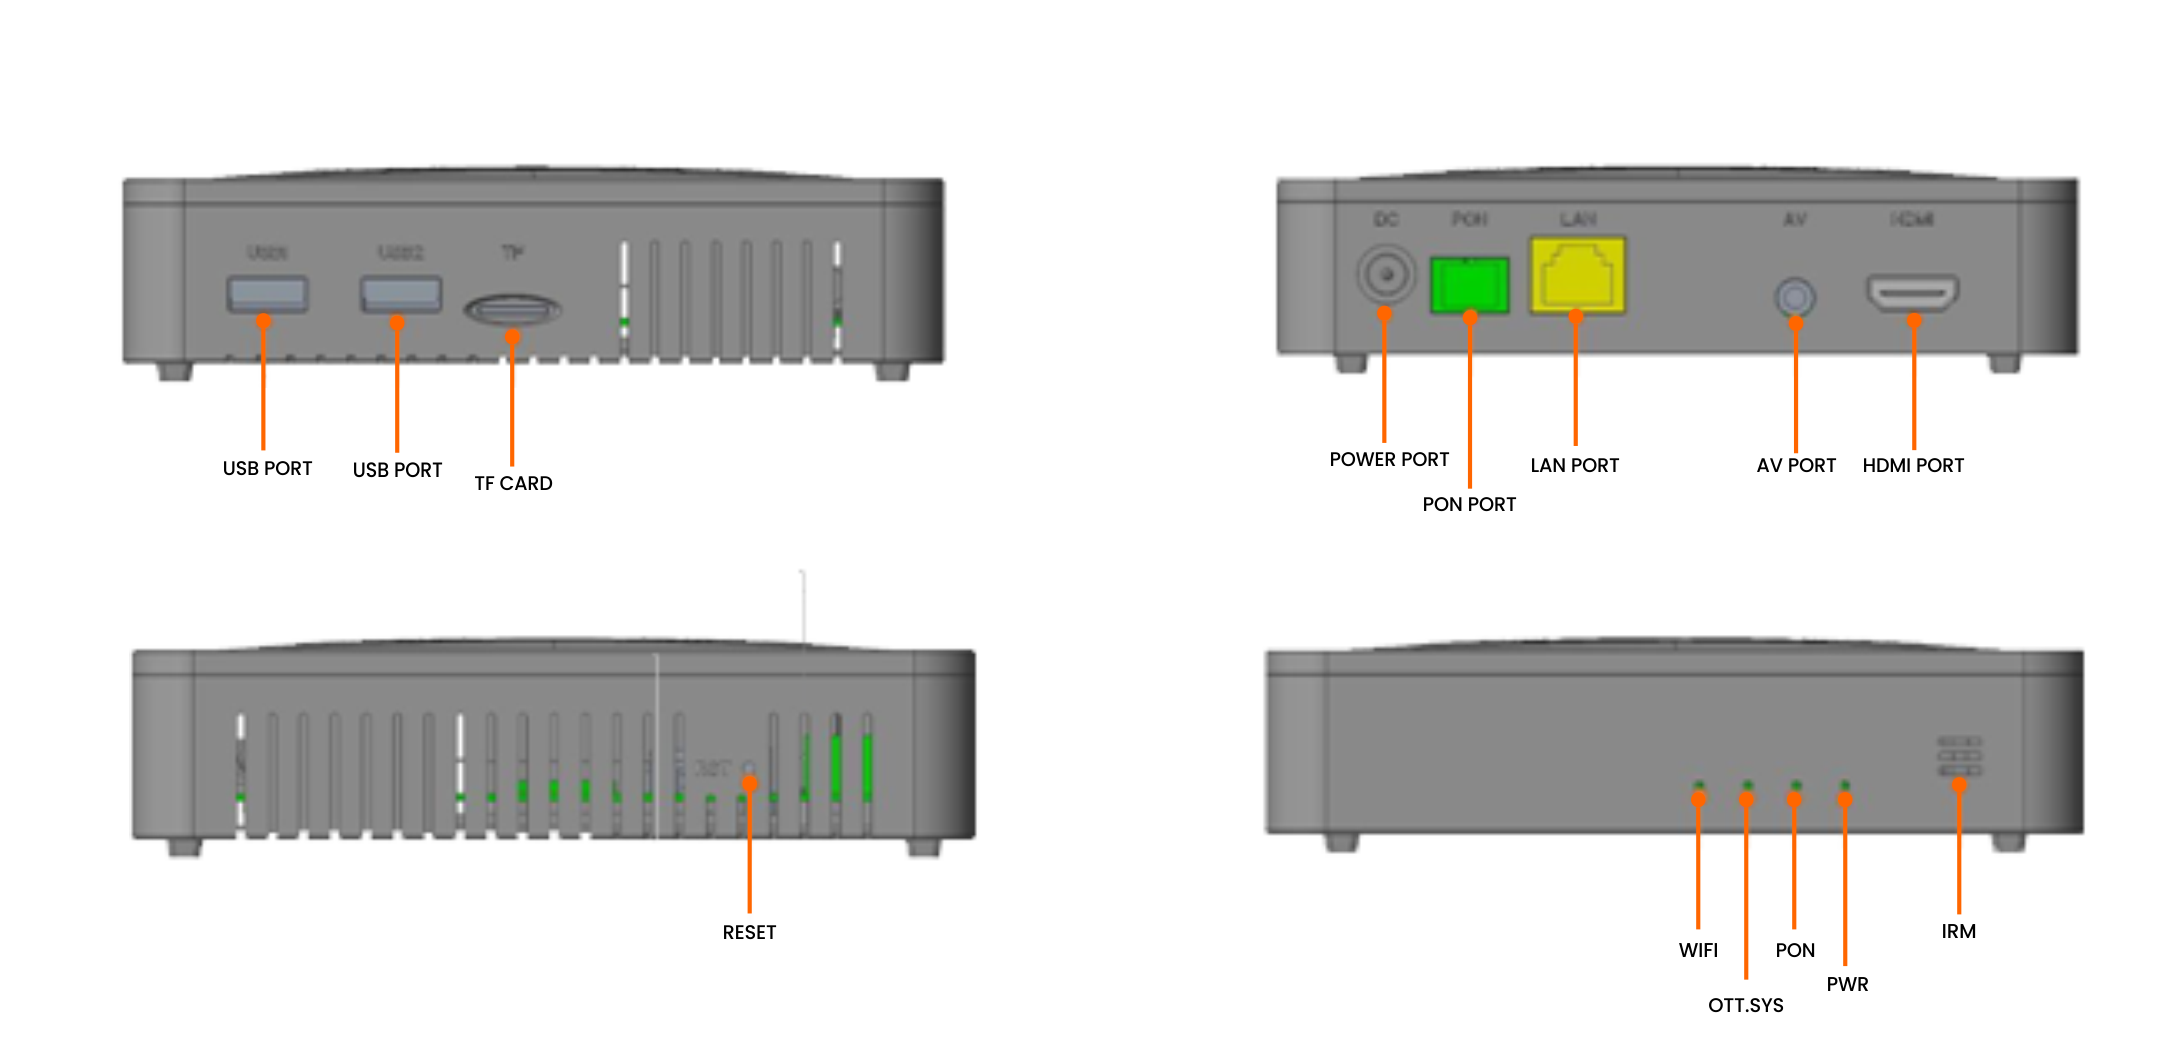 USB1
USB2
TF
USB PORT
USB PORT
TF CARD
DC
PON
LAN
AV
HDMI
POWER PORT
PON PORT
LAN PORT
AV PORT
HDMI PORT
RST
RESET
WIFI
OTT.SYS
PON
PWR
IRM